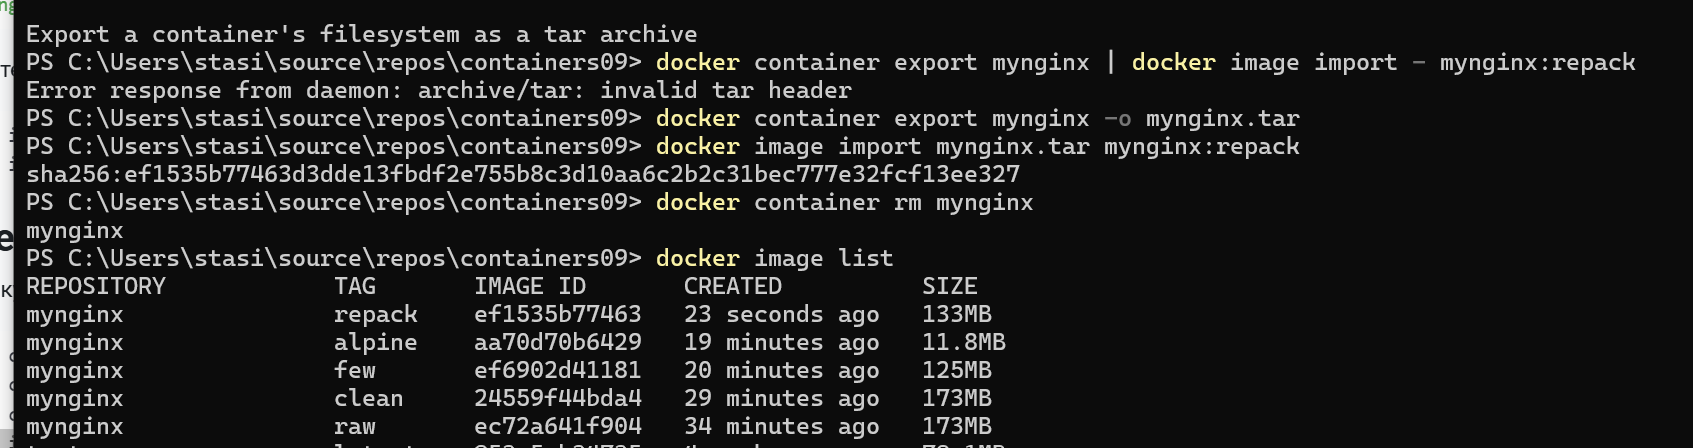 Export a container's filesystem as a tar archive
PS C:\Users\stasi\source\repos\containers09> docker container export mynginx | docker image import - mynginx:repack
Error response from daemon: archive/tar: invalid tar header
PS C:\Users\stasi\source\repos\containers09> docker container export mynginx -o mynginx.tar
PS C:\Users\stasi\source\repos\containers09> docker image import mynginx.tar mynginx:repack
sha256:ef1535b77463d3dde13fbdf2e755b8c3d10aa6c2b2c31bec777e32fcf13ee327
PS C:\Users\stasi\source\repos\containers09> docker container rm mynginx
mynginx
PS C:\Users\stasi\source\repos\containers09> docker image list
REPOSITORY TAG IMAGE ID CREATED SIZE
mynginx repack ef1535b77463 23 seconds ago 133MB
mynginx alpine aa70d70b6429 19 minutes ago 11.8MB
mynginx few ef6902d41181 20 minutes ago 125MB
mynginx clean 24559f44bda4 29 minutes ago 173MB
mynginx raw ec72a641f904 34 minutes ago 173MB